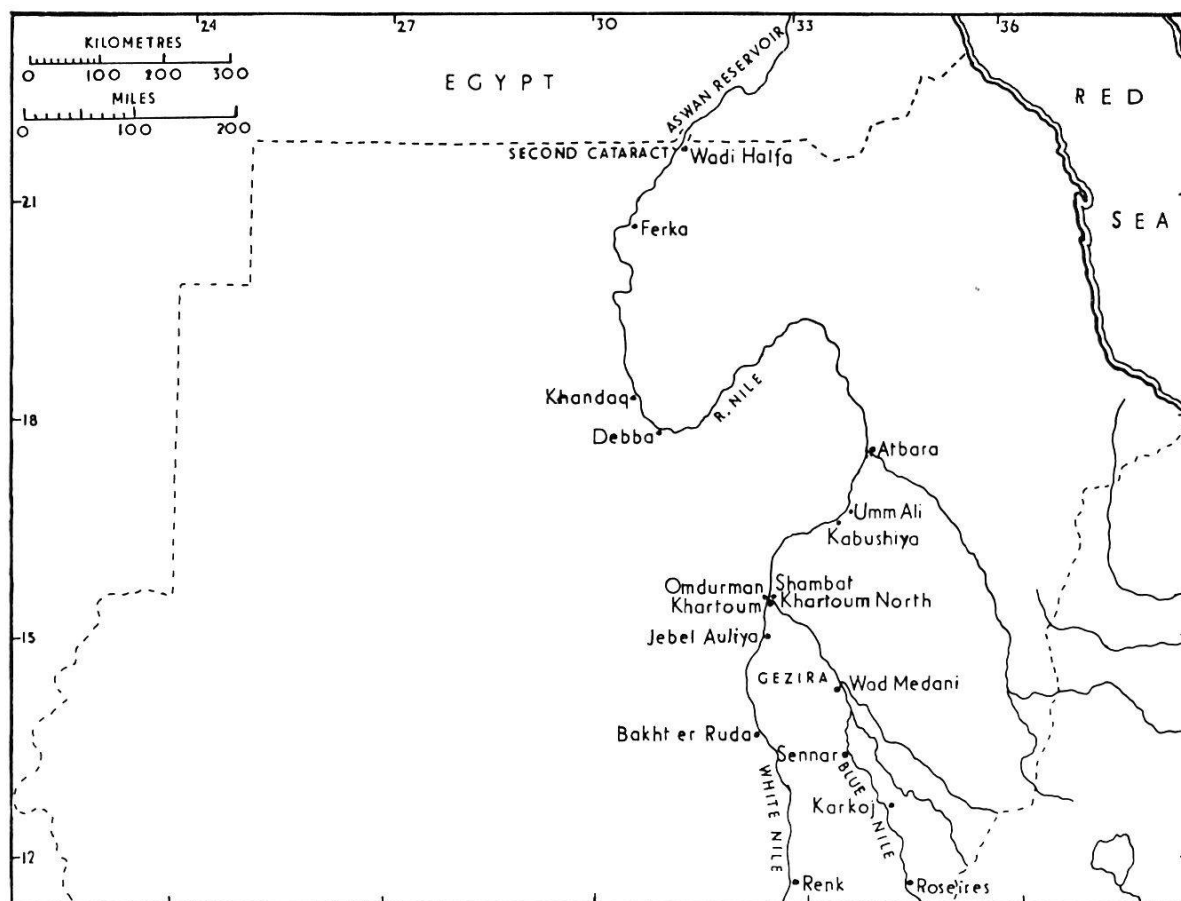 24 27 30 33 36
KILOMETRES
0 100 200 300
MILES
0 100 200
EGYPT
ASWAN RESERVOIR
RED
SEA
SECOND CATARACT
Wadi Halfa
21
Ferka
Khandaq
R. NILE
18
Debba
Atbara
Umm Ali
Kabushiya
Omdurman
Shambat
Khartoum
Khartoum North
15
Jebel Auliya
GEZIRA
Wad Medani
Bakht er Ruda
Sennar
WHITE NILE
BLUE NILE
Karkoj
12
Renk
Roseires